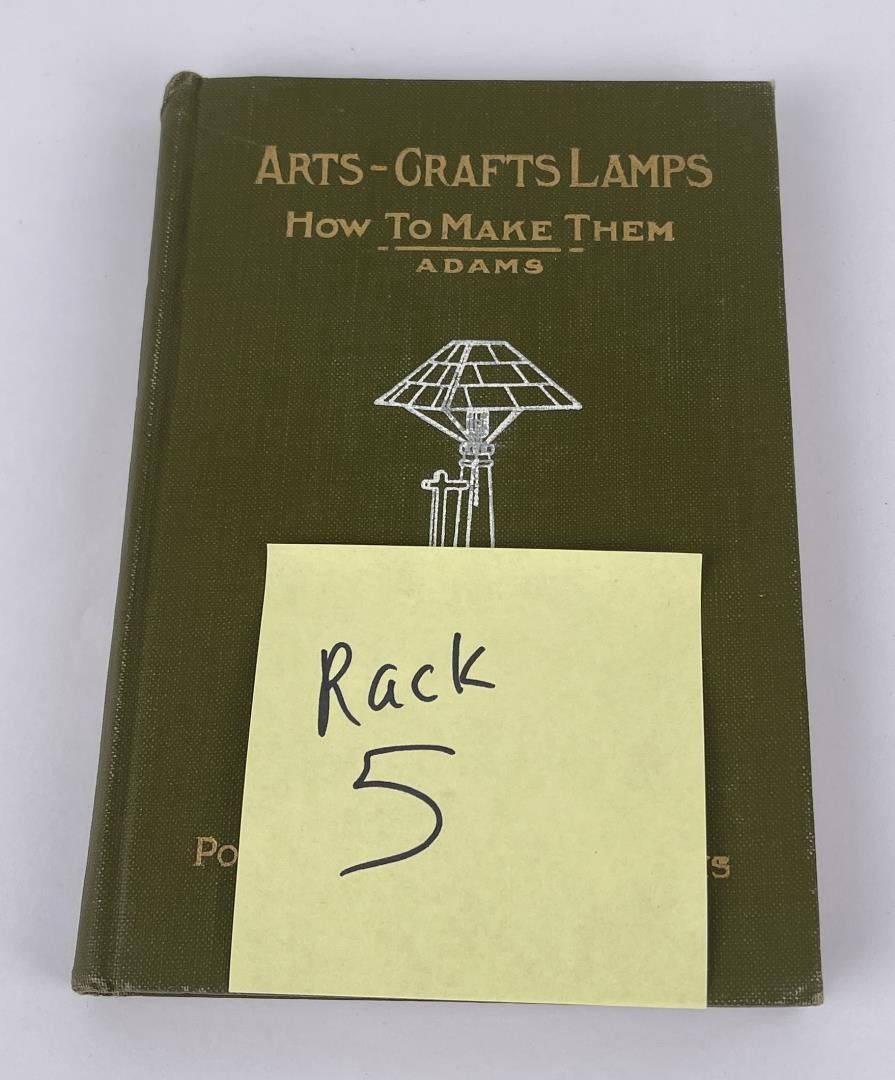 ARTS-CRAFTS LAMPS
HOW TO MAKE THEM
ADAMS
Rack
5